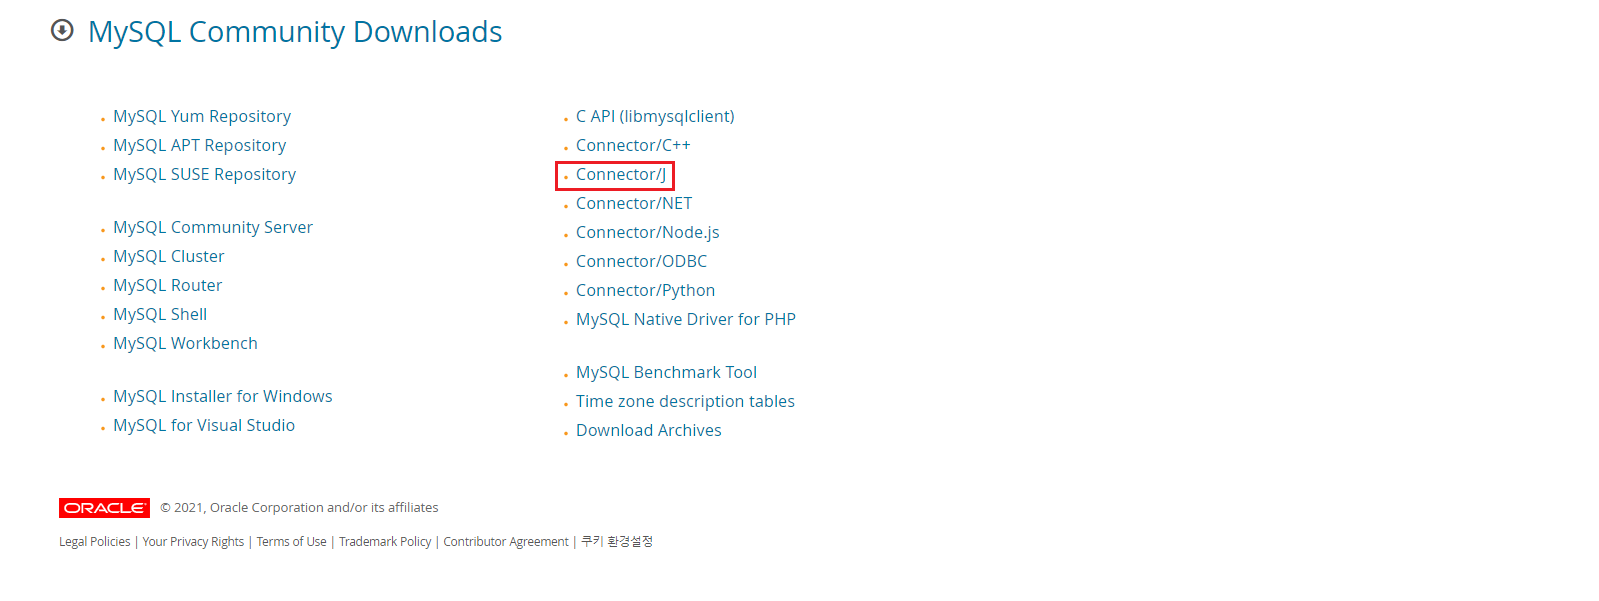 MySQL Community Downloads
MySQL Yum Repository
MySQL APT Repository
MySQL SUSE Repository
MySQL Community Server
MySQL Cluster
MySQL Router
MySQL Shell
MySQL Workbench
MySQL Installer for Windows
MySQL for Visual Studio
C API (libmysqlclient)
Connector/C++
Connector/J
Connector/NET
Connector/Node.js
Connector/ODBC
Connector/Python
MySQL Native Driver for PHP
MySQL Benchmark Tool
Time zone description tables
Download Archives
ORACLE © 2021, Oracle Corporation and/or its affiliates
Legal Policies | Your Privacy Rights | Terms of Use | Trademark Policy | Contributor Agreement | 쿠키 환경설정